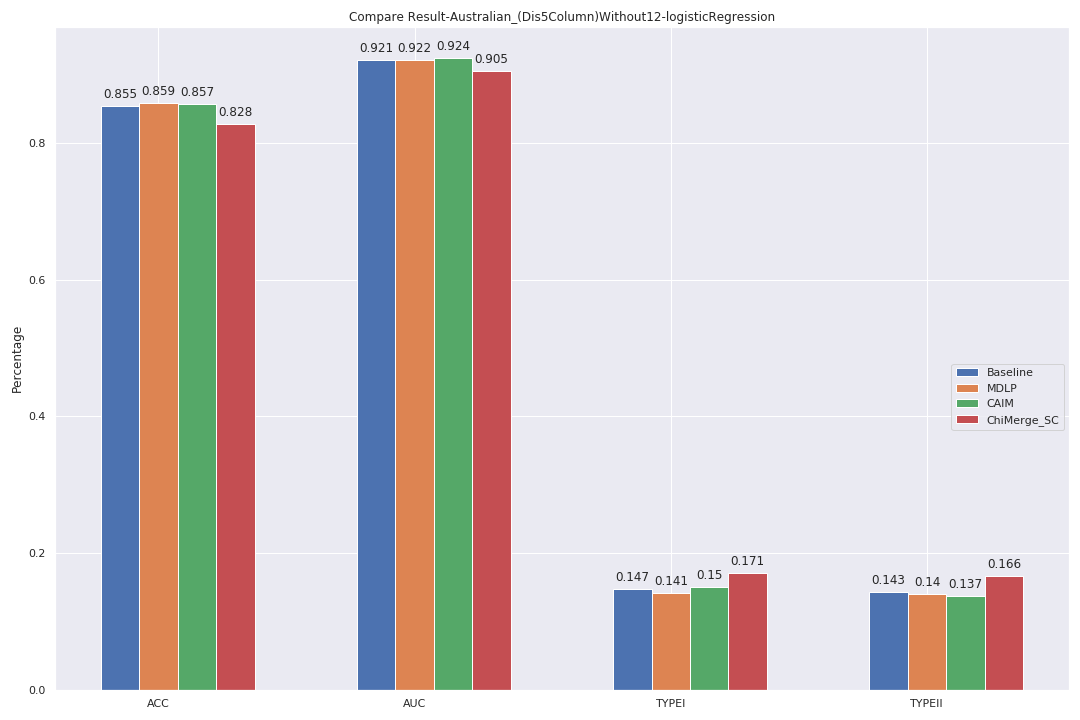 Compare Result-Australian_(Dis5Column)Without12-logisticRegression
0.921 0.922 0.924 0.905
0.855 0.859 0.857 0.828
0.8
0.6
Percentage
Baseline
MDLP
0.4
CAIM
ChiMerge_SC
0.2
0.147 0.141 0.15 0.171
0.143 0.14 0.137 0.166
0.0
ACC AUC TYPEI TYPEII